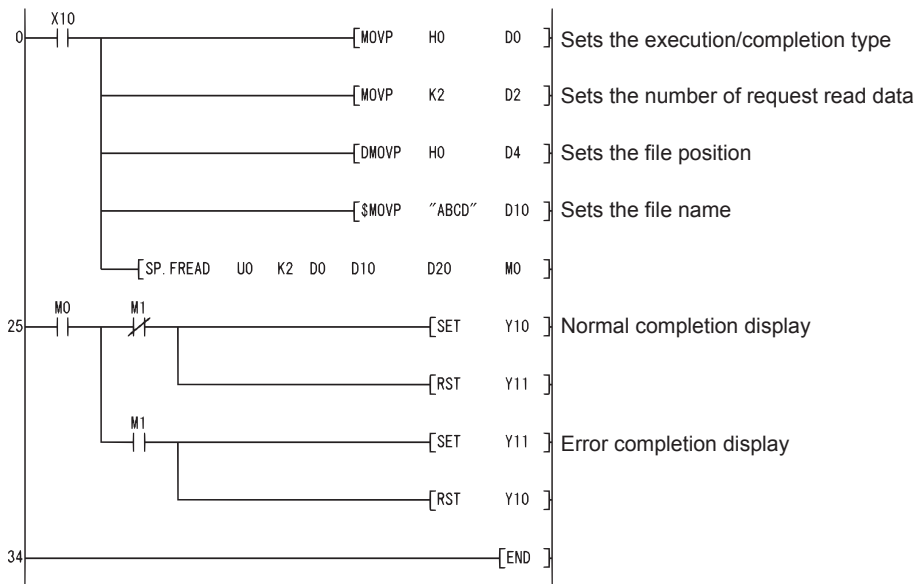 X10
0 [MOVP H0 D0 ] Sets the execution/completion type
[MOVP K2 D2 ] Sets the number of request read data
[DMOVP H0 D4 ] Sets the file position
[$MOVP "ABCD" D10 ] Sets the file name
[SP.FREAD U0 K2 D0 D10 D20 M0 ]
M0 M1
25 [SET Y10 ] Normal completion display
[RST Y11 ]
M1
[SET Y11 ] Error completion display
[RST Y10 ]
34 [END ]